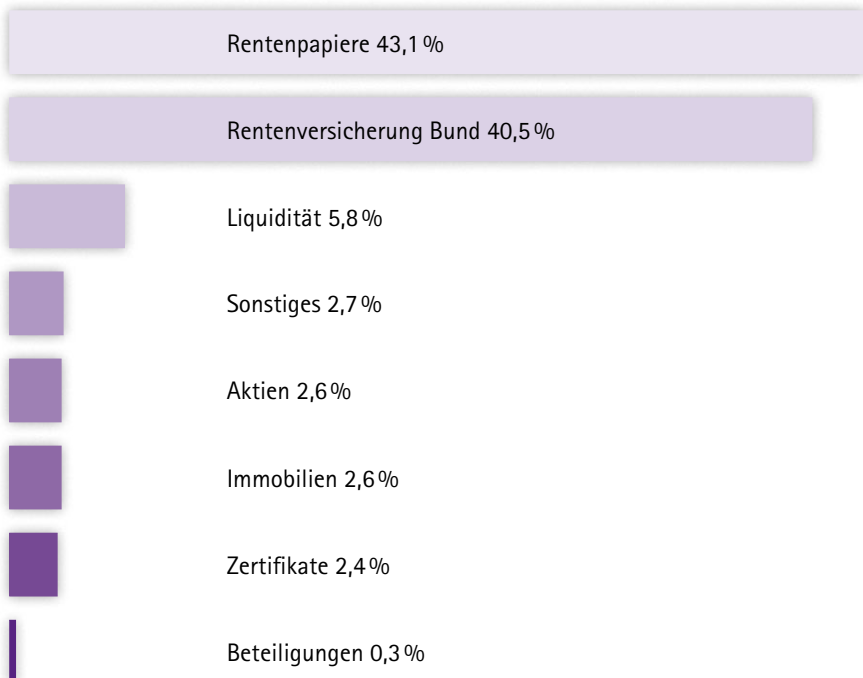 Rentenpapiere 43,1 %
Rentenversicherung Bund 40,5 %
Liquidität 5,8 %
Sonstiges 2,7 %
Aktien 2,6 %
Immobilien 2,6 %
Zertifikate 2,4 %
Beteiligungen 0,3 %